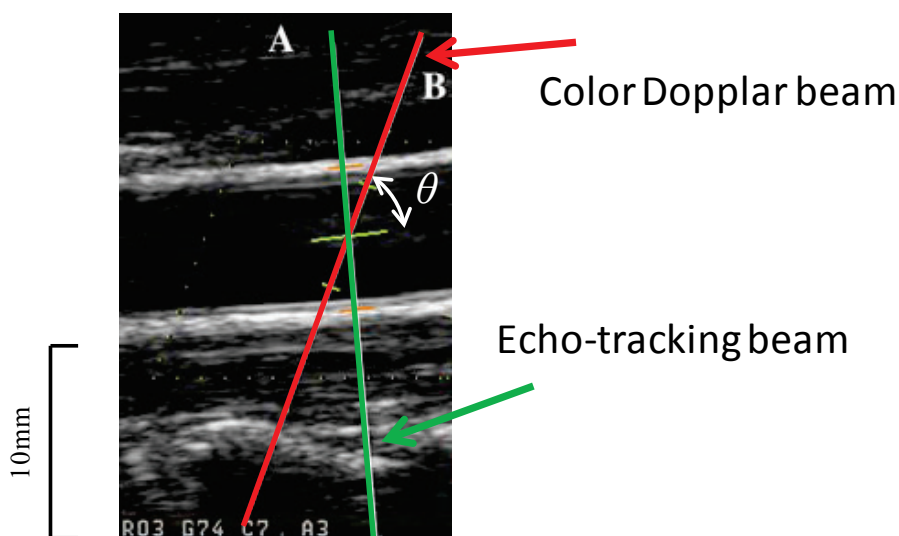 A
B
Color Dopplar beam
θ
Echo-tracking beam
10mm
R03 G74 C7 . A3